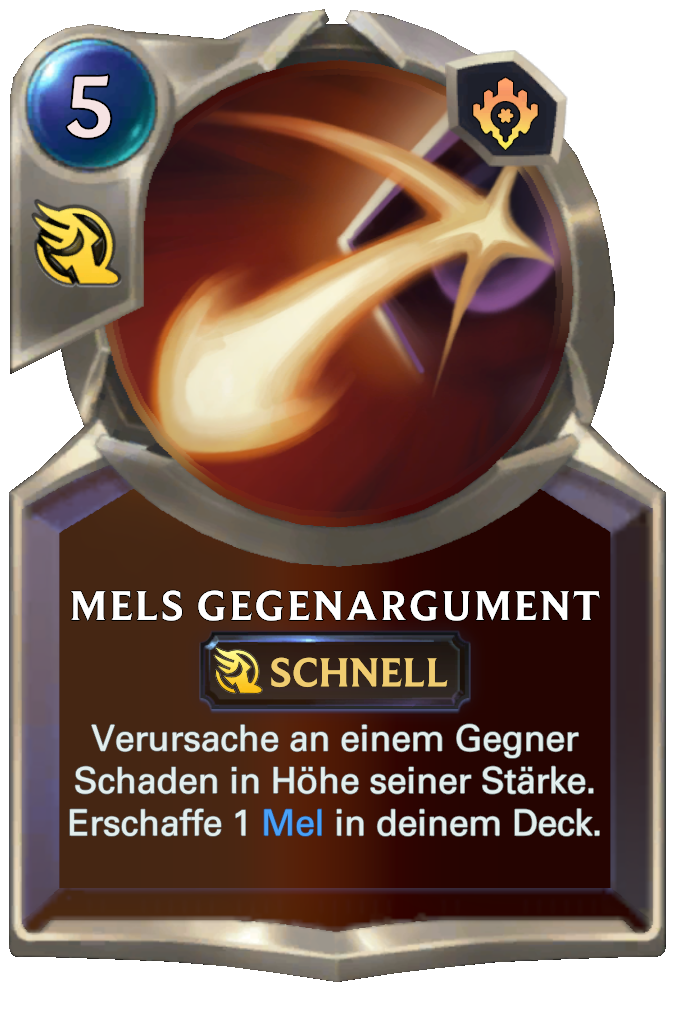 5
MELS GEGENARGUMENT
SCHNELL
Verursache an einem Gegner
Schaden in Höhe seiner Stärke.
Erschaffe 1 Mel in deinem Deck.